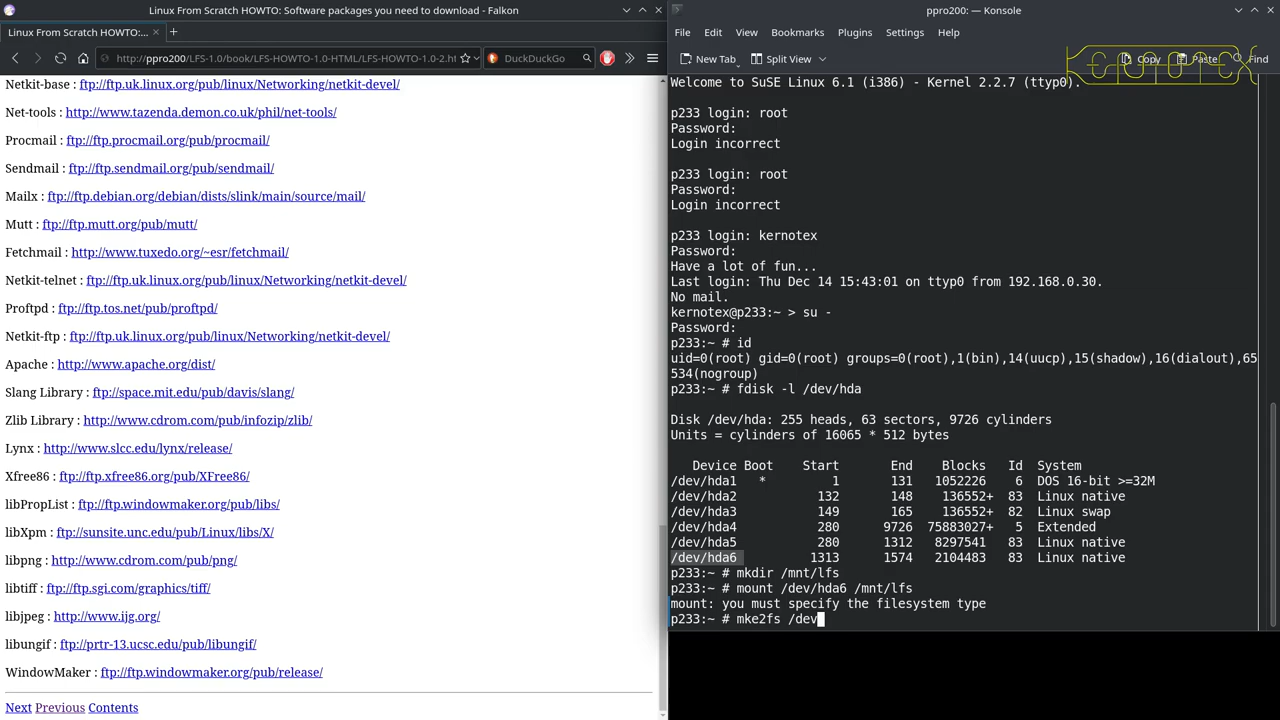 Linux From Scratch HOWTO: Software packages you need to download - Falkon
Linux From Scratch HOWTO:...
http://ppro200/LFS-1.0/book/LFS-HOWTO-1.0-HTML/LFS-HOWTO-1.0-2.h
DuckDuckGo
Netkit-base : ftp://ftp.uk.linux.org/pub/linux/Networking/netkit-devel/
Net-tools : http://www.tazenda.demon.co.uk/phil/net-tools/
Procmail : ftp://ftp.procmail.org/pub/procmail/
Sendmail : ftp://ftp.sendmail.org/pub/sendmail/
Mailx : ftp://ftp.debian.org/debian/dists/slink/main/source/mail/
Mutt : ftp://ftp.mutt.org/pub/mutt/
Fetchmail : http://www.tuxedo.org/~esr/fetchmail/
Netkit-telnet : ftp://ftp.uk.linux.org/pub/linux/Networking/netkit-devel/
Proftpd : ftp://ftp.tos.net/pub/proftpd/
Netkit-ftp : ftp://ftp.uk.linux.org/pub/linux/Networking/netkit-devel/
Apache : http://www.apache.org/dist/
Slang Library : ftp://space.mit.edu/pub/davis/slang/
Zlib Library : http://www.cdrom.com/pub/infozip/zlib/
Lynx : http://www.slcc.edu/lynx/release/
Xfree86 : ftp://ftp.xfree86.org/pub/XFree86/
libPropList : ftp://ftp.windowmaker.org/pub/libs/
libXpm : ftp://sunsite.unc.edu/pub/Linux/libs/X/
libpng : http://www.cdrom.com/pub/png/
libtiff : ftp://ftp.sgi.com/graphics/tiff/
libjpeg : http://www.ijg.org/
libungif : ftp://prtr-13.ucsc.edu/pub/libungif/
WindowMaker : ftp://ftp.windowmaker.org/pub/release/
Next Previous Contents
ppro200: — Konsole
File Edit View Bookmarks Plugins Settings Help
New Tab Split View Copy Paste Find
Kernotex
Welcome to SuSE Linux 6.1 (i386) - Kernel 2.2.7 (ttyp0).
p233 login: root
Password:
Login incorrect
p233 login: root
Password:
Login incorrect
p233 login: kernotex
Password:
Have a lot of fun...
Last login: Thu Dec 14 15:43:01 on ttyp0 from 192.168.0.30.
No mail.
kernotex@p233:~ > su -
Password:
p233:~ # id
uid=0(root) gid=0(root) groups=0(root),1(bin),14(uucp),15(shadow),16(dialout),65
534(nogroup)
p233:~ # fdisk -l /dev/hda
Disk /dev/hda: 255 heads, 63 sectors, 9726 cylinders
Units = cylinders of 16065 * 512 bytes
Device Boot Start End Blocks Id System
/dev/hda1 * 1 131 1052226 6 DOS 16-bit >=32M
/dev/hda2 132 148 136552+ 83 Linux native
/dev/hda3 149 165 136552+ 82 Linux swap
/dev/hda4 280 9726 75883027+ 5 Extended
/dev/hda5 280 1312 8297541 83 Linux native
/dev/hda6 1313 1574 2104483 83 Linux native
p233:~ # mkdir /mnt/lfs
p233:~ # mount /dev/hda6 /mnt/lfs
mount: you must specify the filesystem type
p233:~ # mke2fs /dev